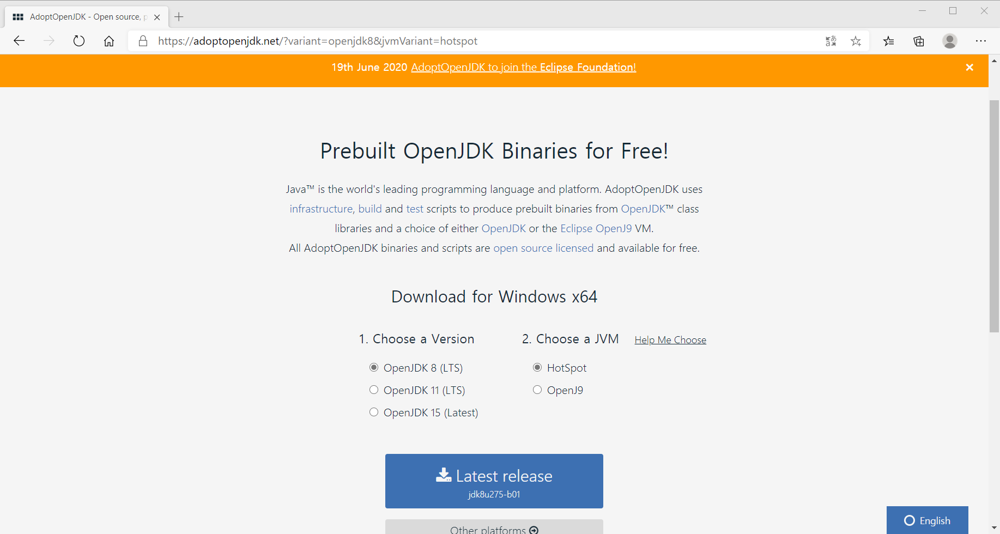 AdoptOpenJDK - Open source, p
https://adoptopenjdk.net/?variant=openjdk8&jvmVariant=hotspot
19th June 2020 AdoptOpenJDK to join the Eclipse Foundation!
Prebuilt OpenJDK Binaries for Free!
Java™ is the world's leading programming language and platform. AdoptOpenJDK uses
infrastructure, build and test scripts to produce prebuilt binaries from OpenJDK™ class
libraries and a choice of either OpenJDK or the Eclipse OpenJ9 VM.
All AdoptOpenJDK binaries and scripts are open source licensed and available for free.
Download for Windows x64
1. Choose a Version
OpenJDK 8 (LTS)
OpenJDK 11 (LTS)
OpenJDK 15 (Latest)
2. Choose a JVM Help Me Choose
HotSpot
OpenJ9
Latest release
jdk8u275-b01
Other platforms
English